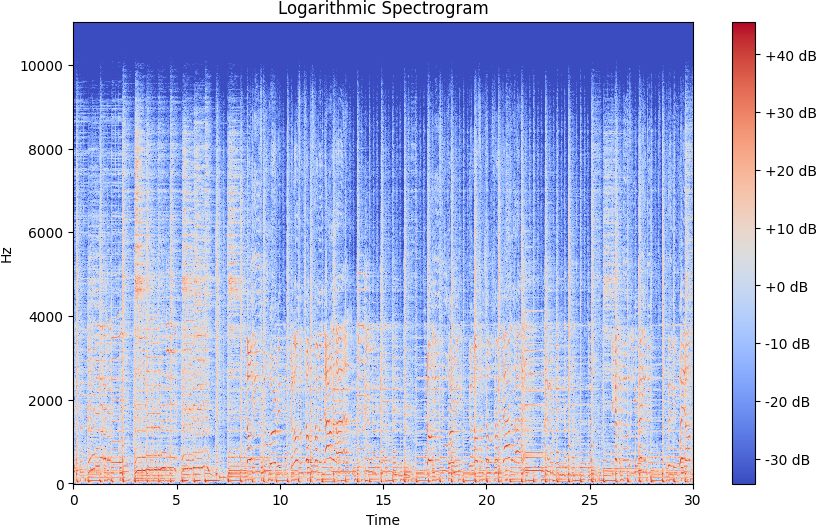 Logarithmic Spectrogram
Hz
10000
8000
6000
4000
2000
0
0 5 10 15 20 25 30
Time
+40 dB
+30 dB
+20 dB
+10 dB
+0 dB
-10 dB
-20 dB
-30 dB